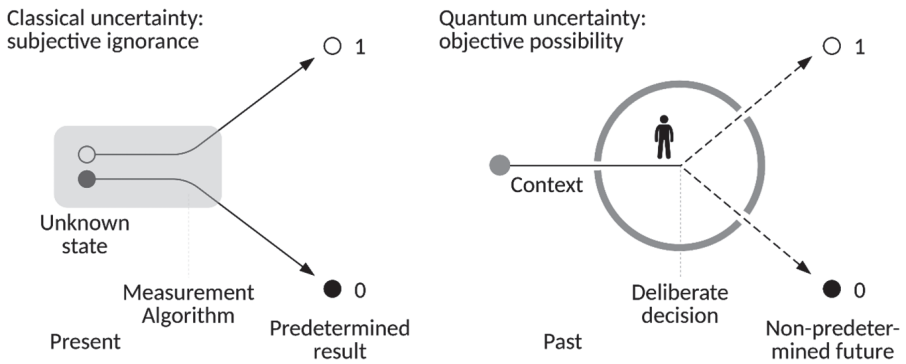 Classical uncertainty:
subjective ignorance
1
Unknown
state
Measurement
Algorithm
0
Predetermined
result
Present
Quantum uncertainty:
objective possibility
1
Context
Deliberate
decision
0
Non-predeter-
mined future
Past